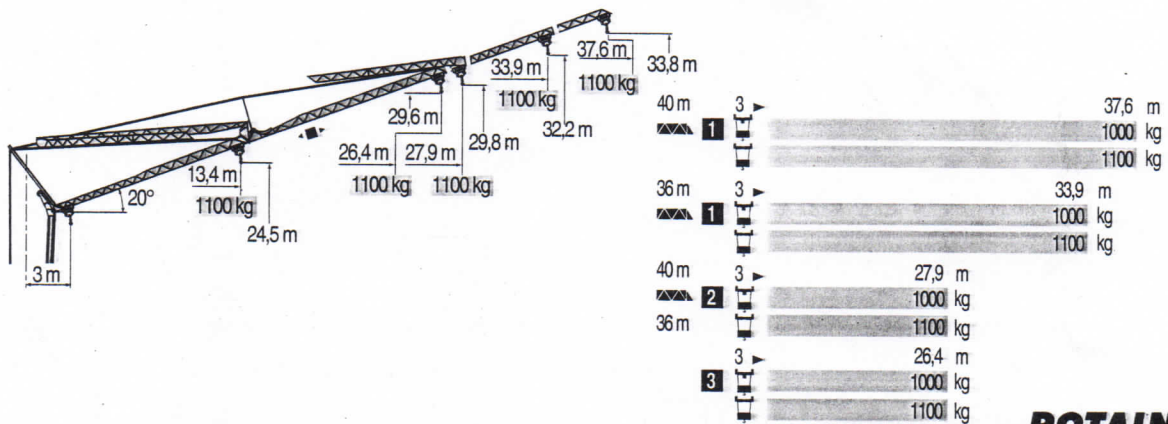 37,6 m
33,8 m
33,9 m
1100 kg
1100 kg
32,2 m
29,6 m
29,8 m
26,4 m
27,9 m
1100 kg
1100 kg
13,4 m
1100 kg
20°
24,5 m
3 m
40 m 3 ► 37,6 m
1 1000 kg
1100 kg
36 m 3 ► 33,9 m
1 1000 kg
1100 kg
40 m 3 ► 27,9 m
2 1000 kg
36 m 1100 kg
3 ► 26,4 m
3 1000 kg
1100 kg
POTAIN